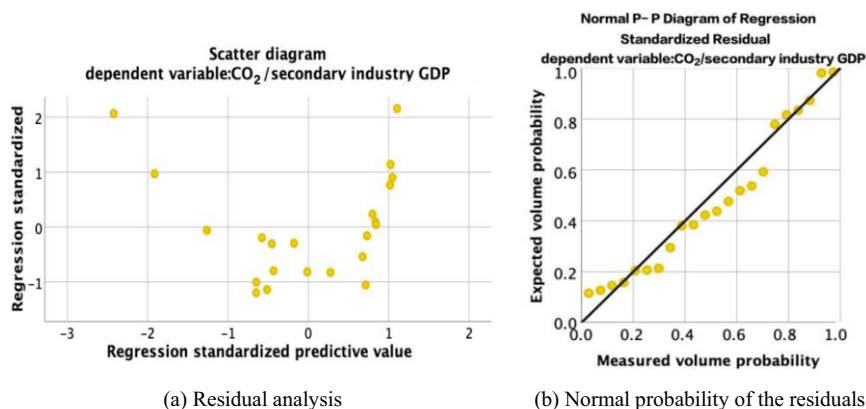 Scatter diagram
dependent variable:CO₂/secondary industry GDP
Regression standardized
2
1
0
−1
−3
−2
−1
0
1
2
Regression standardized predictive value
(a) Residual analysis
Normal P- P Diagram of Regression
Standardized Residual
dependent variable:CO₂/secondary industry GDP
Expected volume probability
1.0
0.8
0.6
0.4
0.2
0.0
0.0
0.2
0.4
0.6
0.8
1.0
Measured volume probability
(b) Normal probability of the residuals